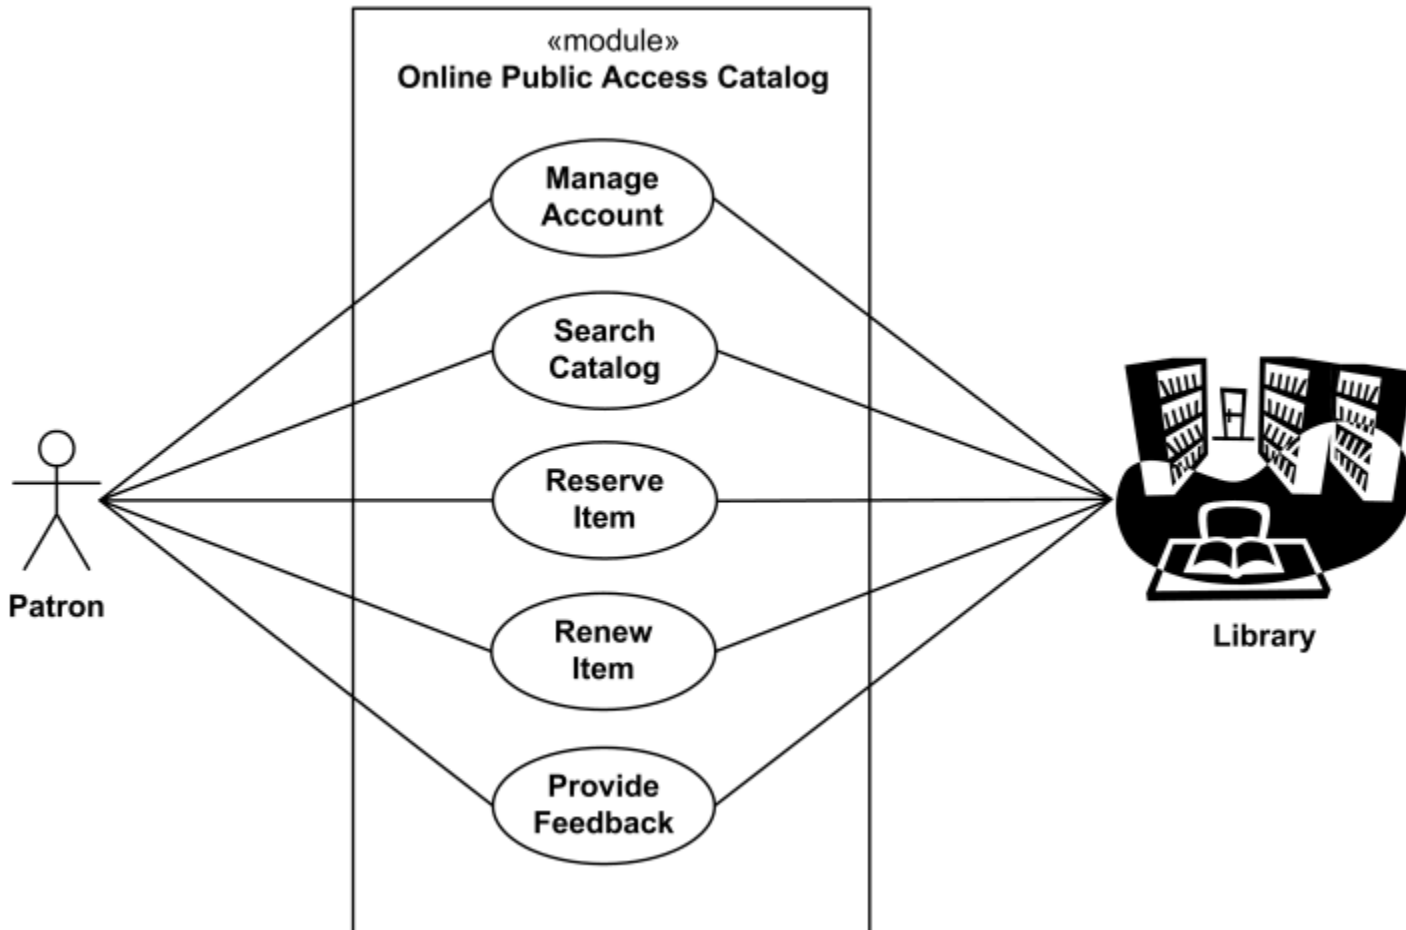 «module»
Online Public Access Catalog
Manage
Account
Search
Catalog
Reserve
Item
Renew
Item
Provide
Feedback
Patron
Library